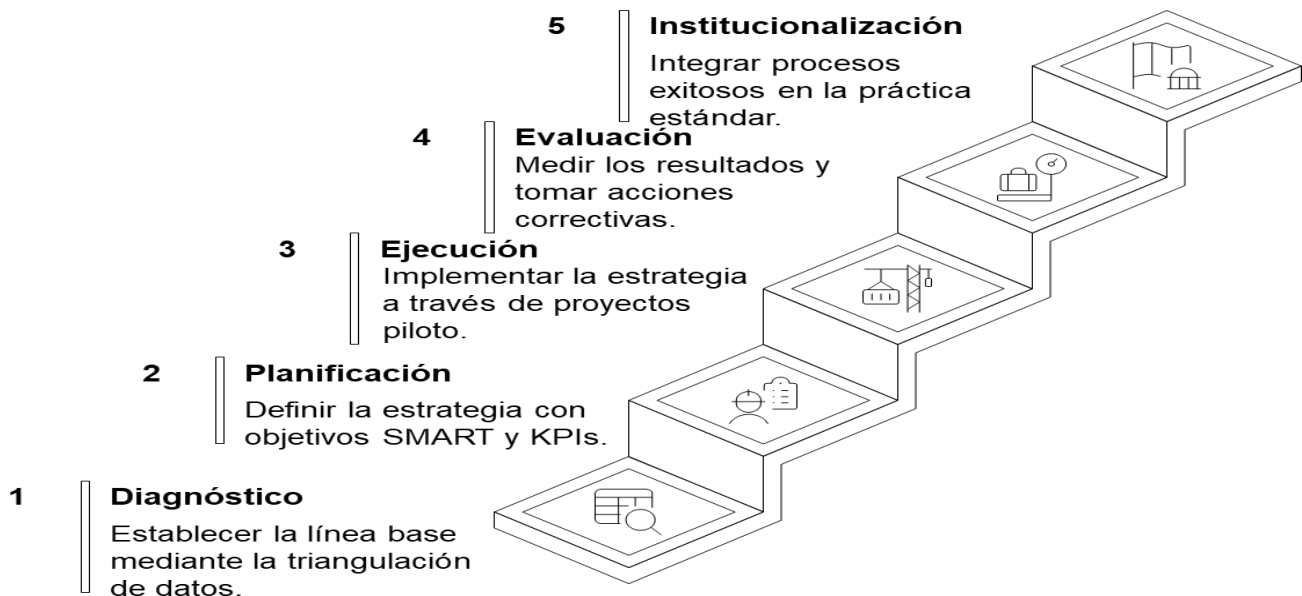 5 Institucionalización
Integrar procesos
exitosos en la práctica
estándar.
4 Evaluación
Medir los resultados y
tomar acciones
correctivas.
3 Ejecución
Implementar la estrategia
a través de proyectos
piloto.
2 Planificación
Definir la estrategia con
objetivos SMART y KPIs.
1 Diagnóstico
Establecer la línea base
mediante la triangulación
de datos.